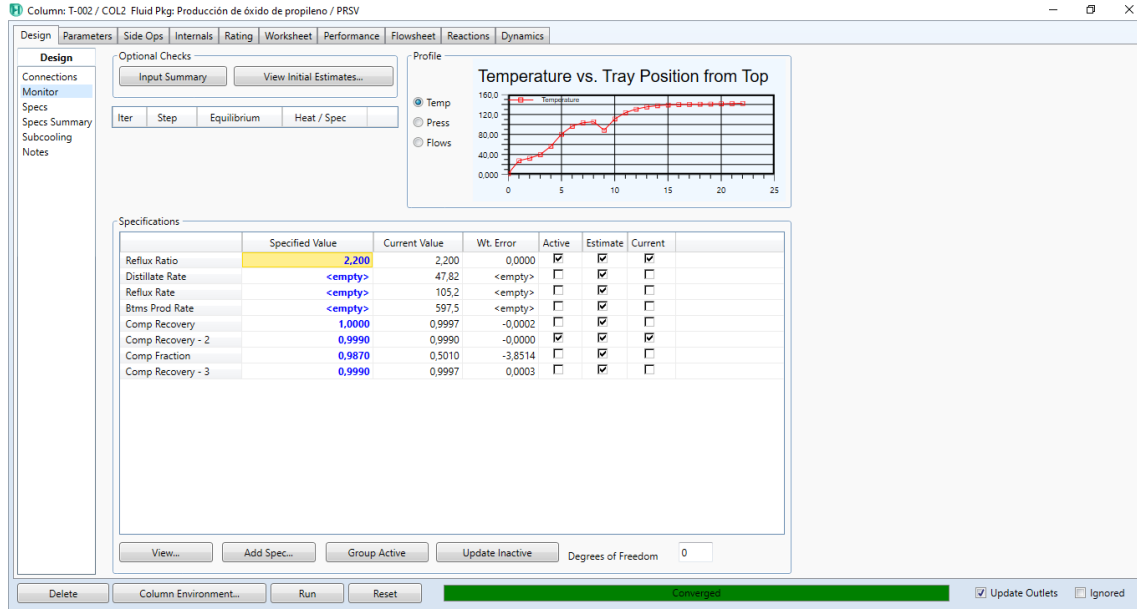 Column: T-002 / COL2 Fluid Pkg: Producción de óxido de propileno / PRSV
Design Parameters Side Ops Internals Rating Worksheet Performance Flowsheet Reactions Dynamics
Design
Connections
Monitor
Specs
Specs Summary
Subcooling
Notes
Optional Checks
Input Summary View Initial Estimates...
Iter Step Equilibrium Heat / Spec
Profile
Temp
Press
Flows
Temperature vs. Tray Position from Top
Temperature
160,0
120,0
80,00
40,00
0,000
0 5 10 15 20 25
Specifications
Specified Value Current Value Wt. Error Active Estimate Current
Reflux Ratio 2,200 2,200 0,0000
Distillate Rate <empty> 47,82 <empty>
Reflux Rate <empty> 105,2 <empty>
Btms Prod Rate <empty> 597,5 <empty>
Comp Recovery 1,0000 0,9997 -0,0002
Comp Recovery - 2 0,9990 0,9990 -0,0000
Comp Fraction 0,9870 0,5010 -3,8514
Comp Recovery - 3 0,9990 0,9997 0,0003
View... Add Spec... Group Active Update Inactive Degrees of Freedom 0
Delete Column Environment... Run Reset Converged Update Outlets Ignored